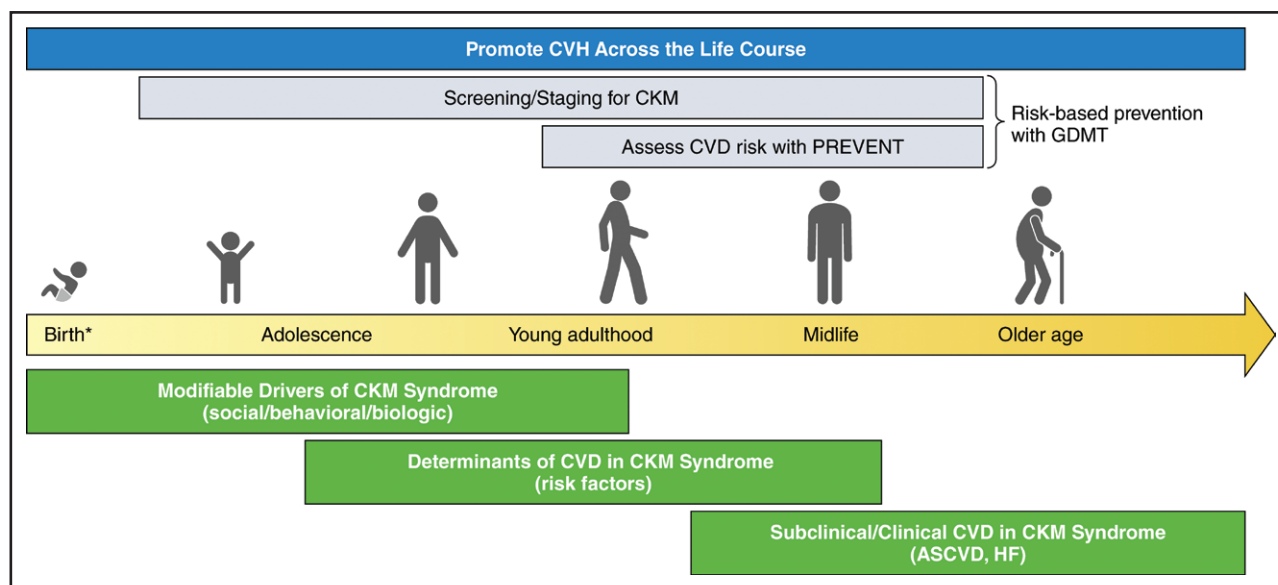 Promote CVH Across the Life Course
Screening/Staging for CKM
Assess CVD risk with PREVENT
Risk-based prevention
with GDMT
Birth*
Adolescence
Young adulthood
Midlife
Older age
Modifiable Drivers of CKM Syndrome
(social/behavioral/biologic)
Determinants of CVD in CKM Syndrome
(risk factors)
Subclinical/Clinical CVD in CKM Syndrome
(ASCVD, HF)